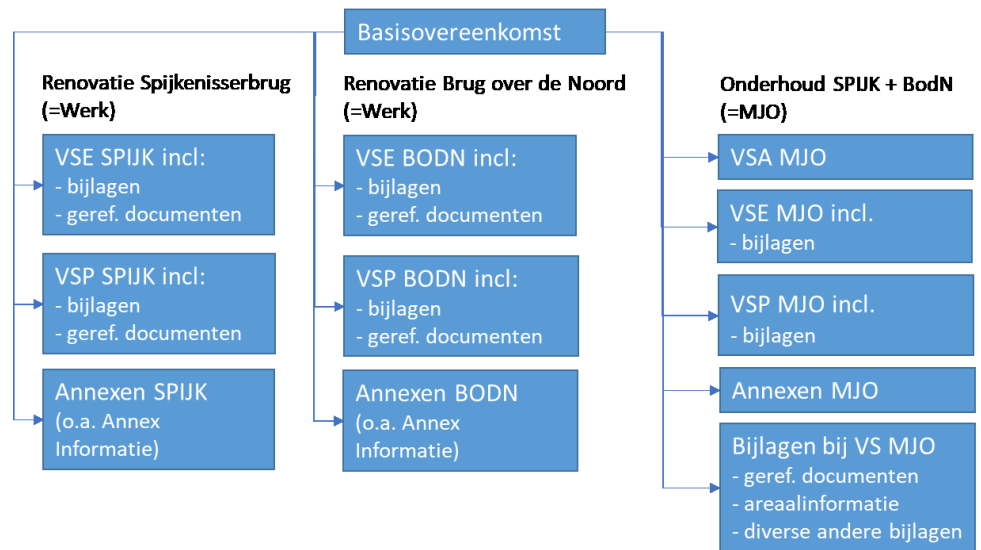 Basisovereenkomst
Renovatie Spijkenisserbrug
(=Werk)
VSE SPIJK incl:
- bijlagen
- geref. documenten
VSP SPIJK incl:
- bijlagen
- geref. documenten
Annexen SPIJK
(o.a. Annex
Informatie)
Renovatie Brug over de Noord
(=Werk)
VSE BODN incl:
- bijlagen
- geref. documenten
VSP BODN incl:
- bijlagen
- geref. documenten
Annexen BODN
(o.a. Annex
Informatie)
Onderhoud SPIJK + BodN
(=MJO)
VSA MJO
VSE MJO incl.
- bijlagen
VSP MJO incl.
- bijlagen
Annexen MJO
Bijlagen bij VS MJO
- geref. documenten
- areaalinformatie
- diverse andere bijlagen